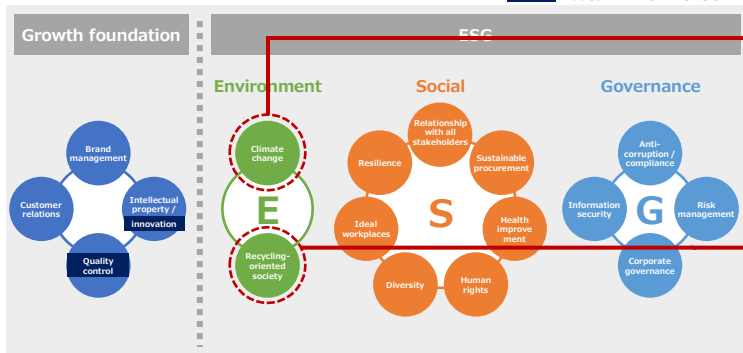 Growth foundation
ESG
Environment
Social
Governance
Brand
management
Customer
relations
Intellectual
property /
innovation
Quality
control
Climate
change
E
Recycling-
oriented
society
Relationship
with all
stakeholders
Resilience
Sustainable
procurement
Ideal
workplaces
S
Health
improve
ment
Diversity
Human
rights
Anti-
corruption /
compliance
Information
security
G
Risk
management
Corporate
governance